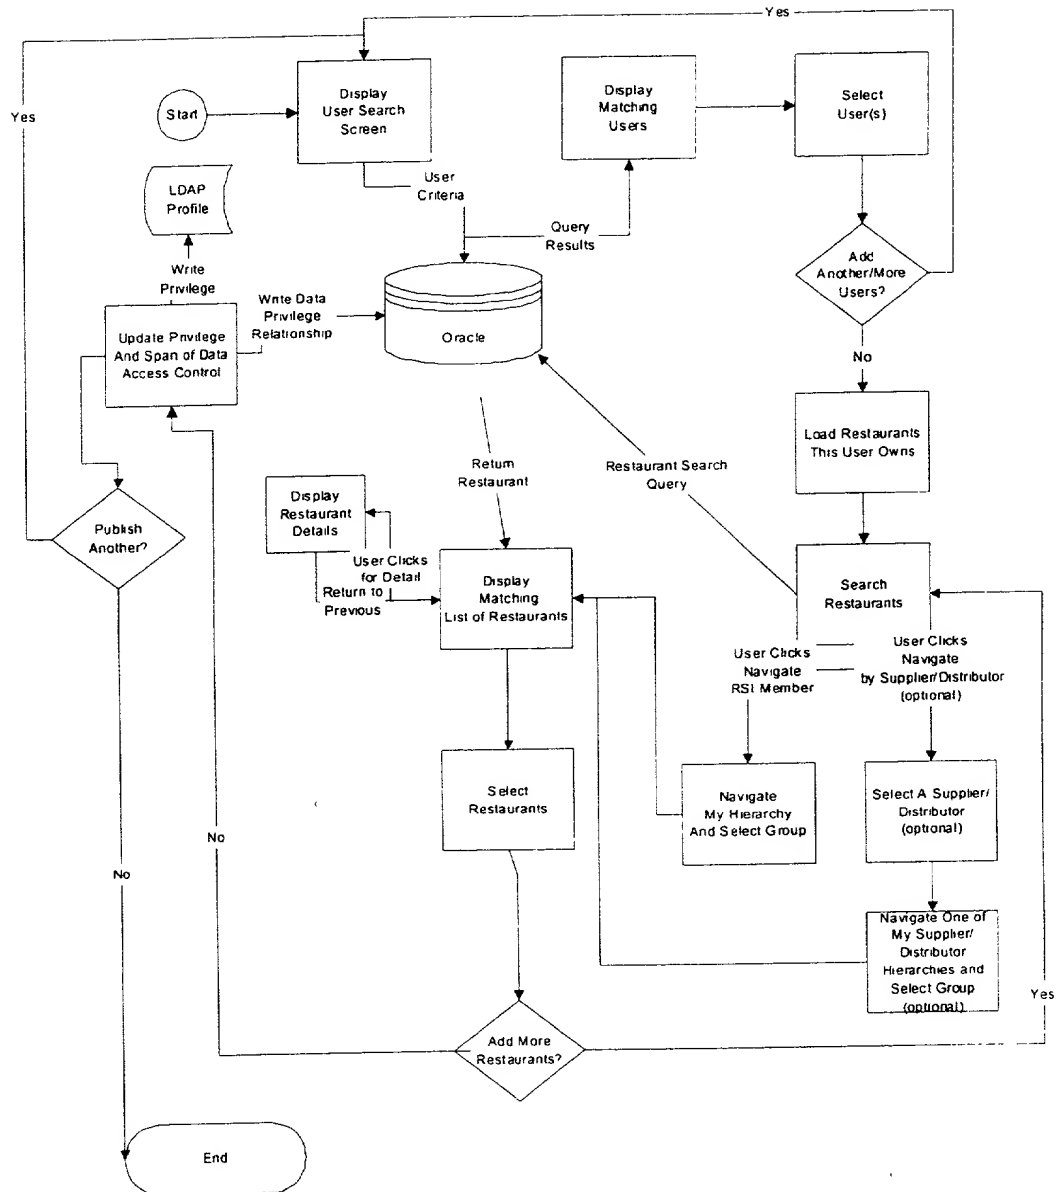 Yes
Yes
Start
Display
User Search
Screen
Display
Matching
Users
Select
User(s)
LDAP
Profile
User
Criteria
Query
Results
Add
Another/More
Users?
Write
Privilege
Write Data
Privilege
Relationship
Oracle
Update Privilege
And Span of Data
Access Control
No
Load Restaurants
This User Owns
Return
Restaurant
Restaurant Search
Query
Display
Restaurant
Details
Publish
Another?
User Clicks
for Detail
Return to
Previous
Display
Matching
List of Restaurants
Search
Restaurants
User Clicks
Navigate
RSI Member
User Clicks
Navigate
by Supplier/Distributor
(optional)
Select
Restaurants
Navigate
My Hierarchy
And Select Group
Select A Supplier/
Distributor
(optional)
No
No
Navigate One of
My Supplier/
Distributor
Hierarchies and
Select Group
(optional)
Yes
Add More
Restaurants?
End